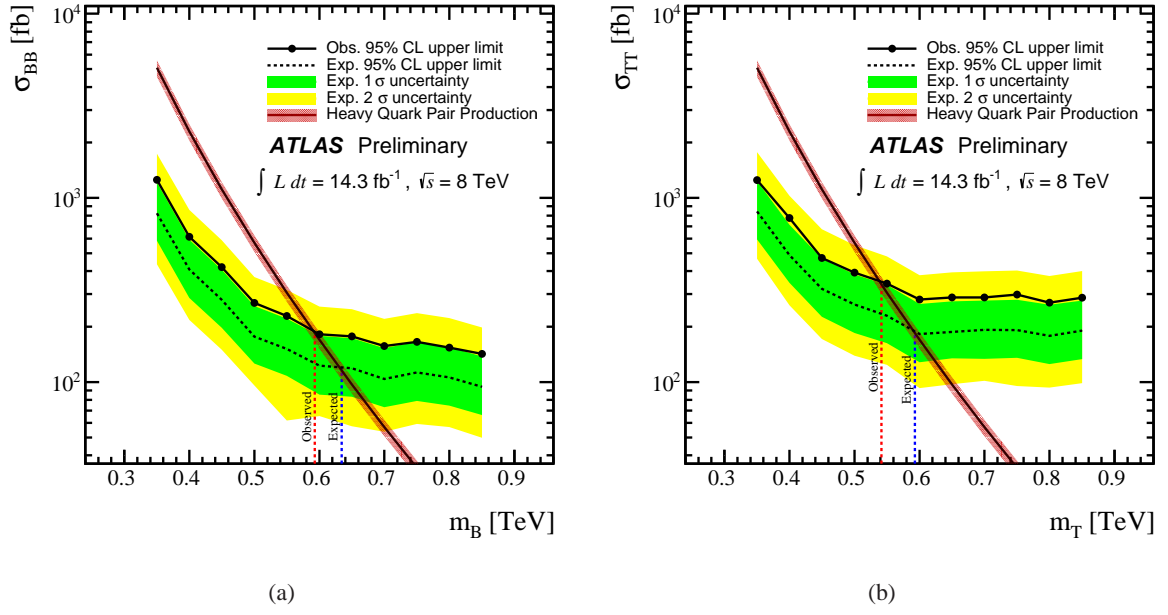 σ_BB [fb]
10^4
10^3
10^2
Obs. 95% CL upper limit
Exp. 95% CL upper limit
Exp. 1 σ uncertainty
Exp. 2 σ uncertainty
Heavy Quark Pair Production
ATLAS Preliminary
∫ L dt = 14.3 fb^-1 , √s = 8 TeV
Observed
Expected
0.3 0.4 0.5 0.6 0.7 0.8 0.9
m_B [TeV]
(a)
σ_TT [fb]
10^4
10^3
10^2
Obs. 95% CL upper limit
Exp. 95% CL upper limit
Exp. 1 σ uncertainty
Exp. 2 σ uncertainty
Heavy Quark Pair Production
ATLAS Preliminary
∫ L dt = 14.3 fb^-1 , √s = 8 TeV
Observed
Expected
0.3 0.4 0.5 0.6 0.7 0.8 0.9
m_T [TeV]
(b)